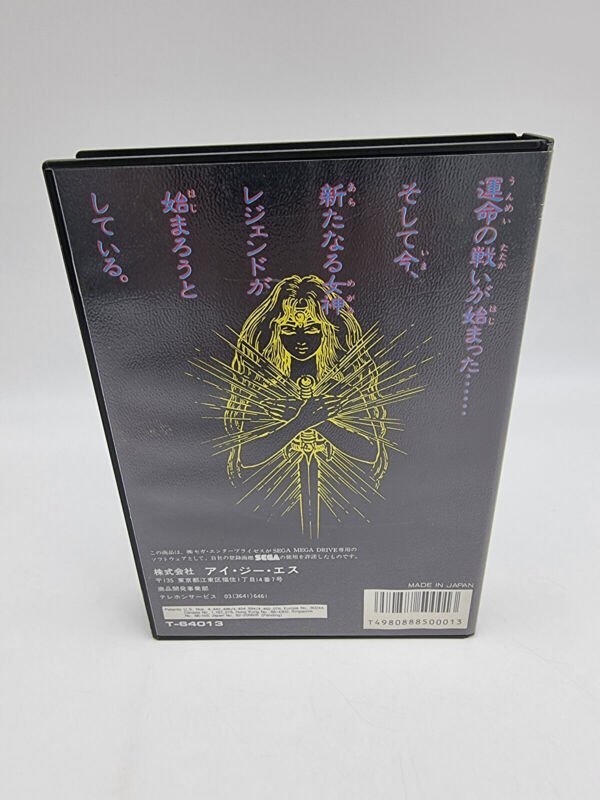 運命の戦いが始まった……
そして今、
新たなる女神
レジェンドが
始まろうと
している。
この商品は、㈱セガ・エンタープライゼスがSEGA MEGA DRIVE専用の
ソフトウェアとして、自社の登録商標SEGAの使用を許諾したものです。
株式会社 アイ・ジー・エス
〒135 東京都江東区福住1丁目14番7号
商品開発事業部
テレホンサービス 03(3641)6461
T-64013
MADE IN JAPAN
T4980888500013